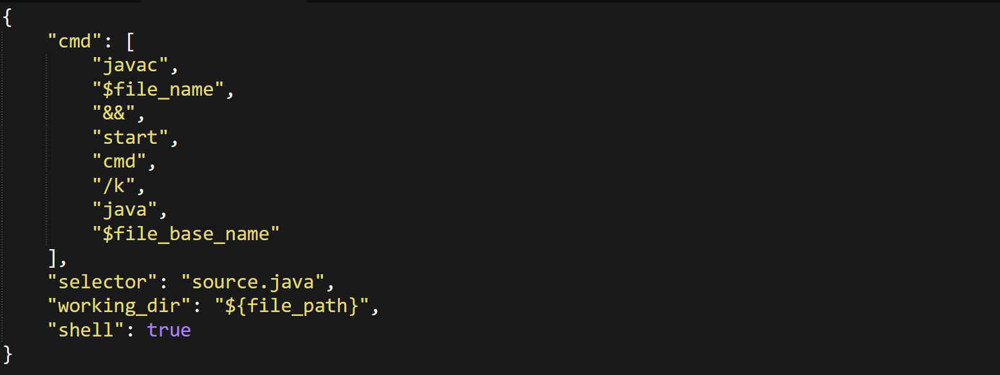 {
    "cmd": [
        "javac",
        "$file_name",
        "&&",
        "start",
        "cmd",
        "/k",
        "java",
        "$file_base_name"
    ],
    "selector": "source.java",
    "working_dir": "${file_path}",
    "shell": true
}